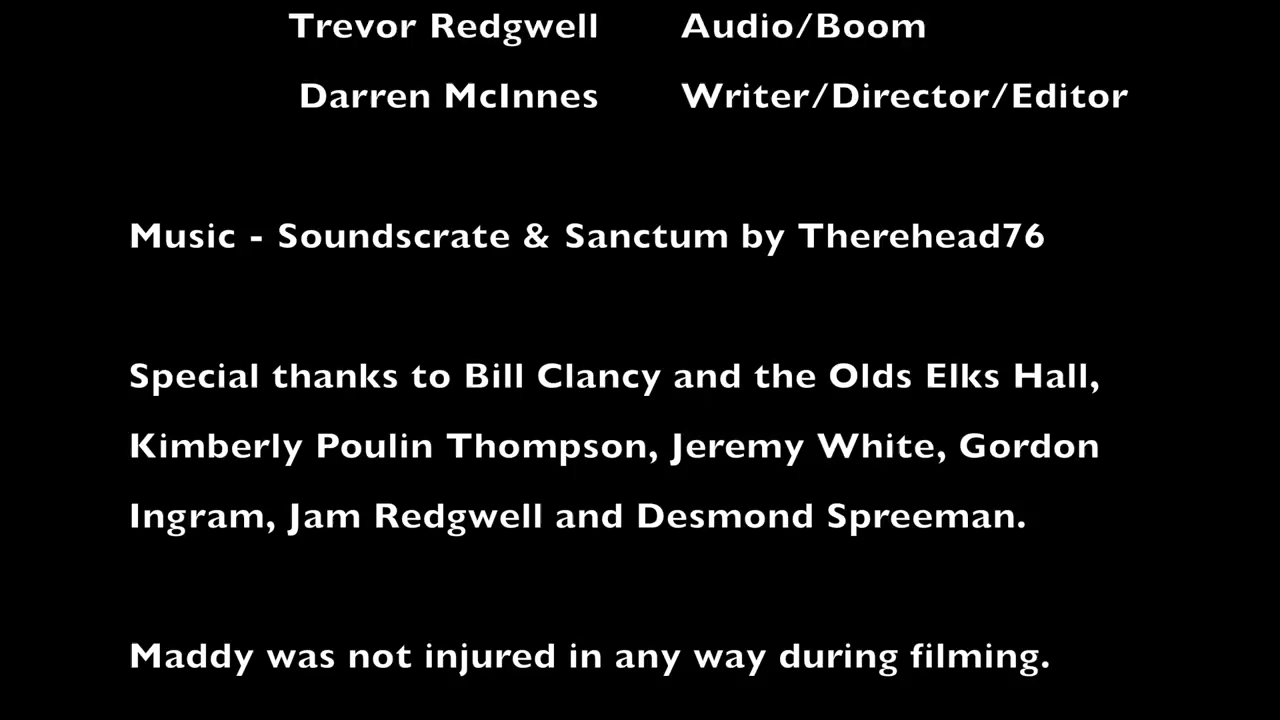 Trevor Redgwell Audio/Boom
Darren McInnes Writer/Director/Editor
Music - Soundscrate & Sanctum by Therehead76
Special thanks to Bill Clancy and the Olds Elks Hall,
Kimberly Poulin Thompson, Jeremy White, Gordon
Ingram, Jam Redgwell and Desmond Spreeman.
Maddy was not injured in any way during filming.